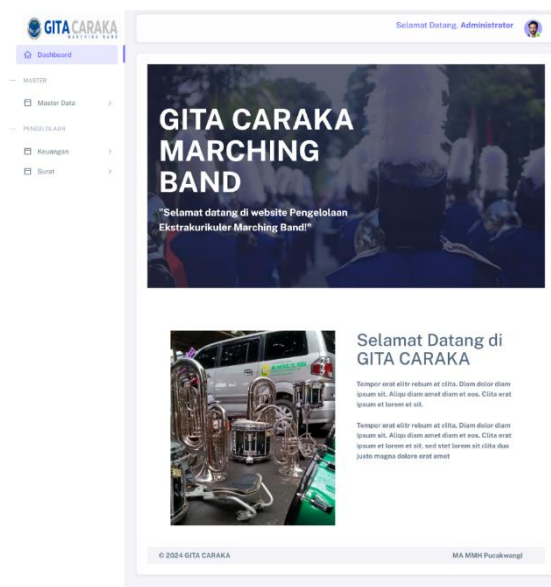 GITA CARAKA
MARCHING BAND
Selamat Datang, Administrator
Dashboard
MASTER
Master Data
PENGELOLAAN
Keuangan
Surat
GITA CARAKA
MARCHING
BAND
"Selamat datang di website Pengelolaan
Ekstrakurikuler Marching Band!"
Selamat Datang di
GITA CARAKA
Tempor erat elitr rebum at clita. Diam dolor diam
ipsum sit. Aliqu diam amet diam et eos. Clita erat
ipsum et lorem et sit.
Tempor erat elitr rebum at clita. Diam dolor diam
ipsum sit. Aliqu diam amet diam et eos. Clita erat
ipsum et lorem et sit, sed stet lorem sit clita duo
justo magna dolore erat amet
© 2024 GITA CARAKA
MA MMH Pucakwangi